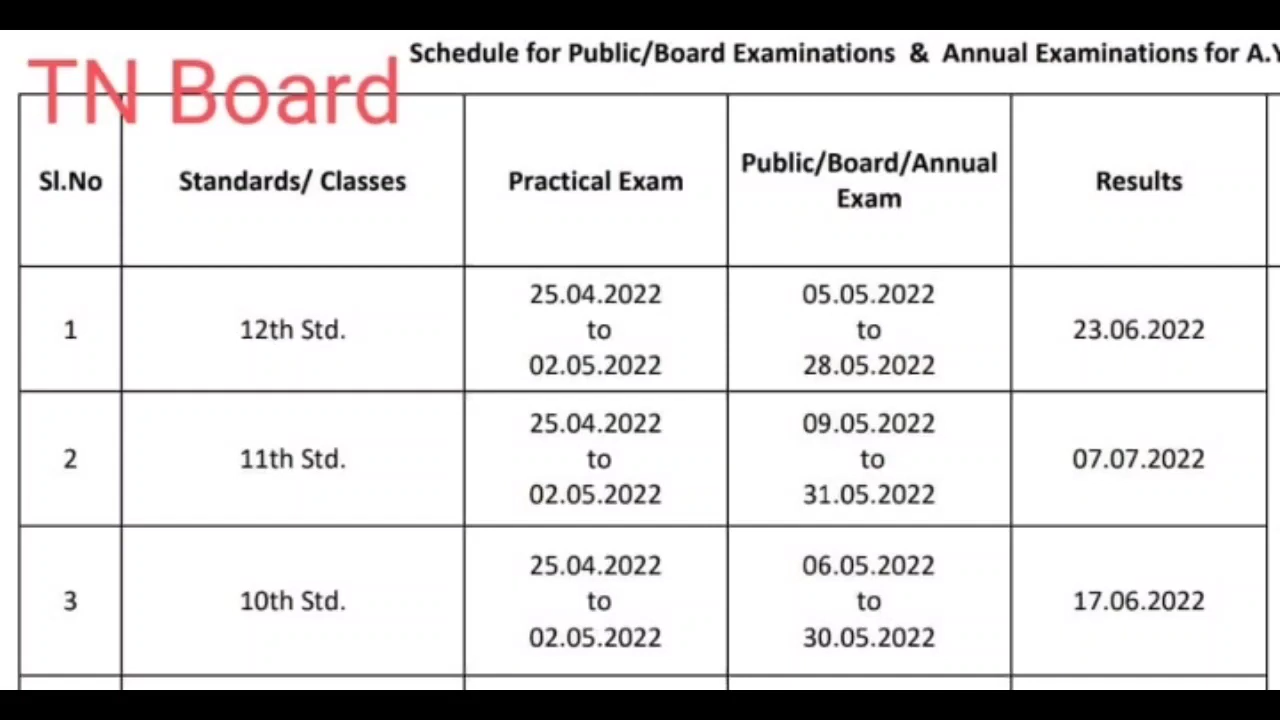 Schedule for Public/Board Examinations & Annual Examinations for A.Y
TN Board
Sl.No Standards/ Classes Practical Exam Public/Board/Annual Exam Results
1 12th Std. 25.04.2022 to 02.05.2022 05.05.2022 to 28.05.2022 23.06.2022
2 11th Std. 25.04.2022 to 02.05.2022 09.05.2022 to 31.05.2022 07.07.2022
3 10th Std. 25.04.2022 to 02.05.2022 06.05.2022 to 30.05.2022 17.06.2022